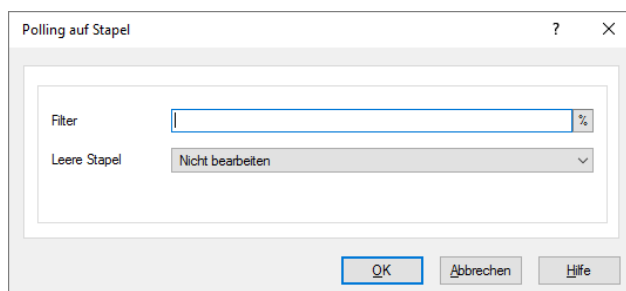 Polling auf Stapel ?
Filter %
Leere Stapel Nicht bearbeiten
OK Abbrechen Hilfe